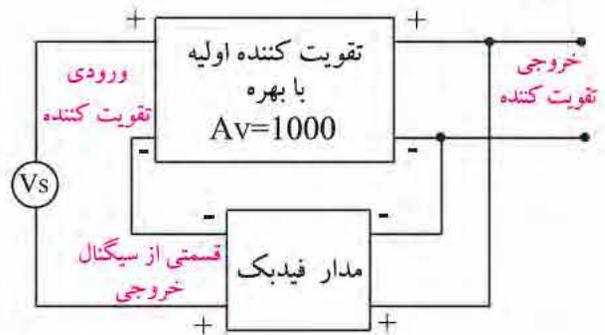 +
+
تقویت کننده اولیه
با بهره
Av=1000
ورودی
تقویت کننده
خروجی
تقویت کننده
-
-
Vs
-
-
قسمتی از سیگنال
خروجی
مدار فیدبک
+
+